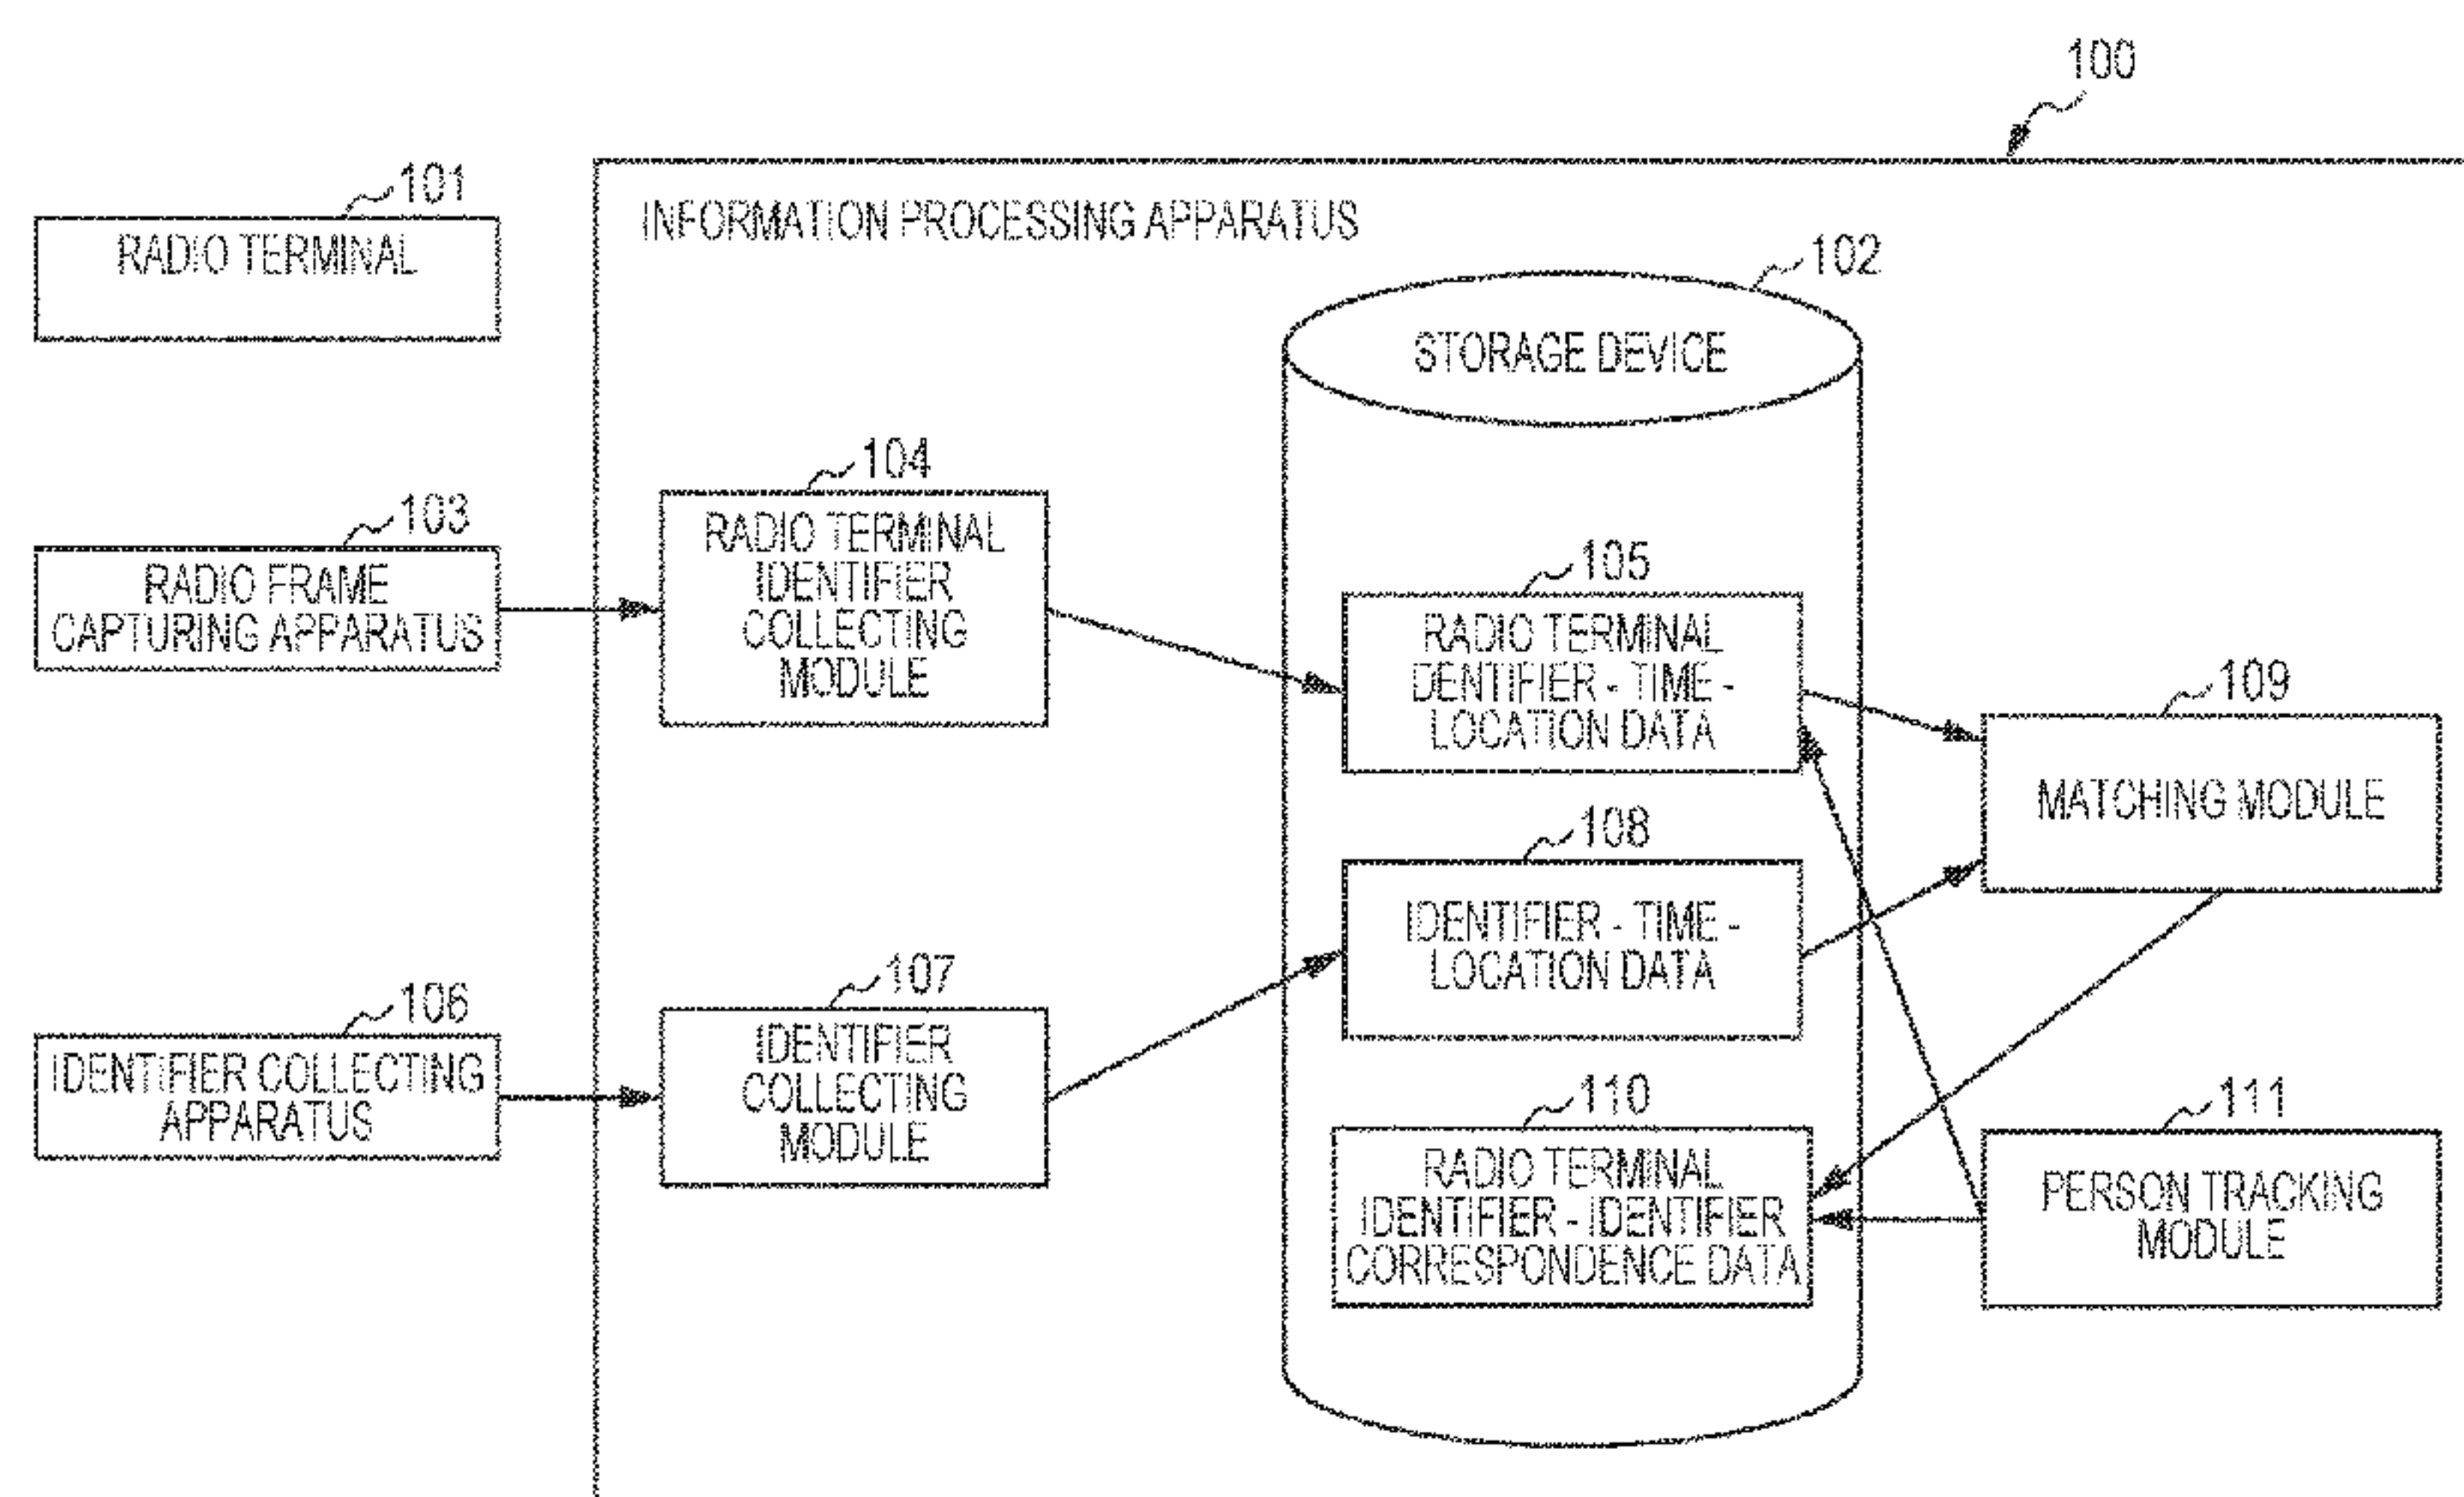 100
101
RADIO TERMINAL
INFORMATION PROCESSING APPARATUS
102
STORAGE DEVICE
103
RADIO FRAME
CAPTURING APPARATUS
104
RADIO TERMINAL
IDENTIFIER
COLLECTING
MODULE
105
RADIO TERMINAL
DENTIFIER - TIME -
LOCATION DATA
109
MATCHING MODULE
108
IDENTIFIER - TIME -
LOCATION DATA
106
IDENTIFIER COLLECTING
APPARATUS
107
IDENTIFIER
COLLECTING
MODULE
110
RADIO TERMINAL
IDENTIFIER - IDENTIFIER
CORRESPONDENCE DATA
111
PERSON TRACKING
MODULE